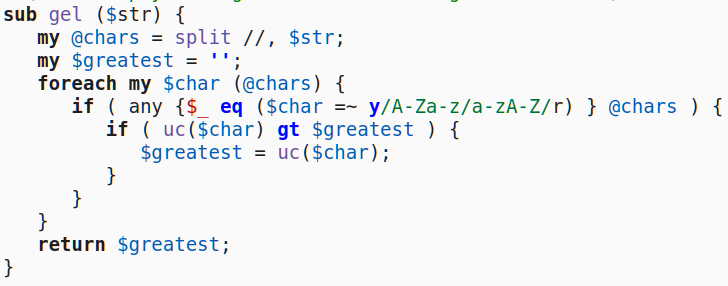 sub gel ($str) {
   my @chars = split //, $str;
   my $greatest = '';
   foreach my $char (@chars) {
      if ( any {$_ eq ($char =~ y/A-Za-z/a-zA-Z/r) } @chars ) {
         if ( uc($char) gt $greatest ) {
            $greatest = uc($char);
         }
      }
   }
   return $greatest;
}